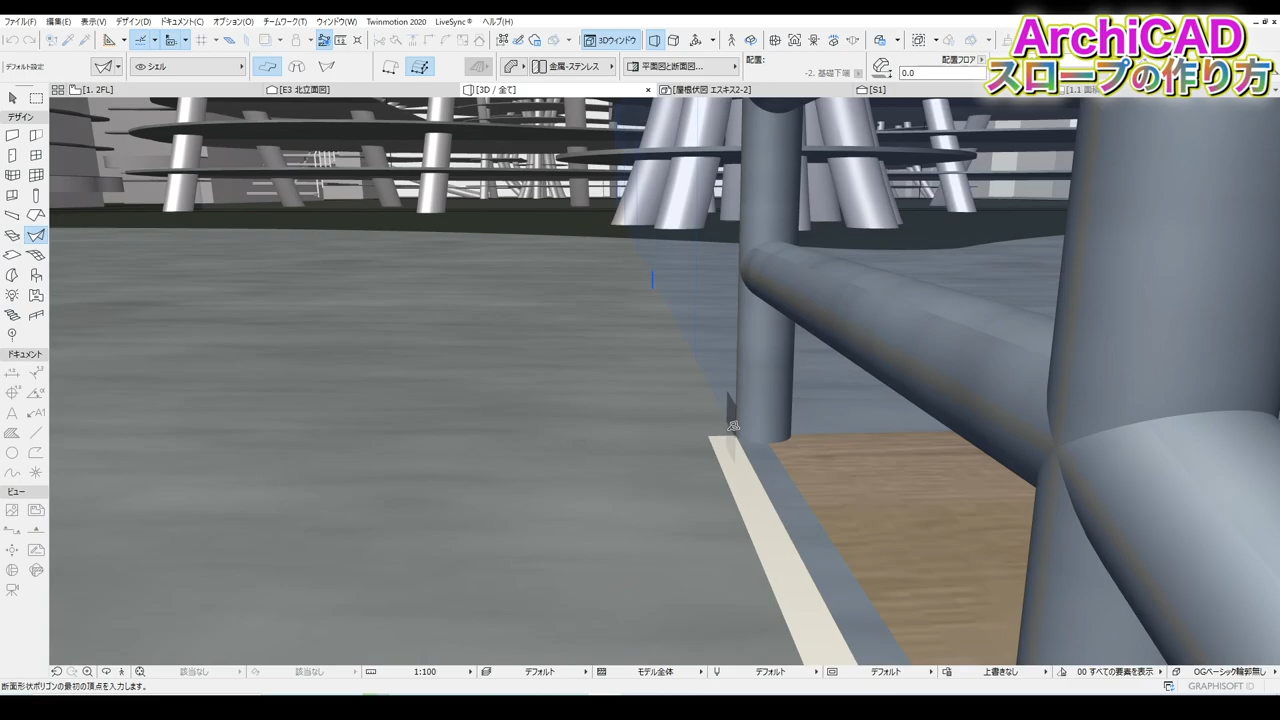 ファイル(F) 編集(E) 表示(V) デザイン(D) ドキュメント(C) オプション(O) チームワーク(T) ウィンドウ(W) Twinmotion 2020 LiveSync® ヘルプ(H)
ArchiCAD
スロープの作り方
3Dウィンドウ
デフォルト設定
シェル
金属-ステンレス
平面図と断面図...
配置:
-2. 基礎下端
配置フロア
0.0
[1. 2FL]
[E3 北立面図]
[3D / 全て]
[屋根伏図 エスキス2-2]
[S1]
デザイン
ドキュメント
ビュー
該当なし
該当なし
1:100
デフォルト
モデル全体
デフォルト
デフォルト
上書きなし
00 すべての要素を表示
OGベーシック輪郭無し
断面形状ポリゴンの最初の頂点を入力します。
GRAPHISOFT ID